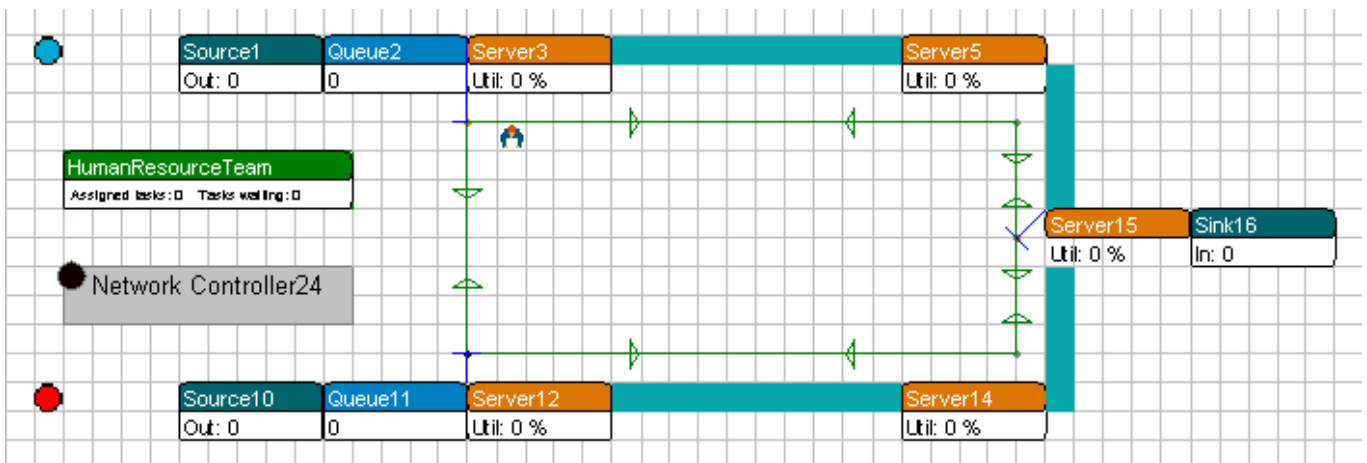 Source1 Queue2 Server3 Server5
Out: 0 0 Util: 0 % Util: 0 %
HumanResourceTeam
Assigned tasks: 0 Tasks waiting: 0
Server15 Sink16
Util: 0 % In: 0
Network Controller24
Source10 Queue11 Server12 Server14
Out: 0 0 Util: 0 % Util: 0 %